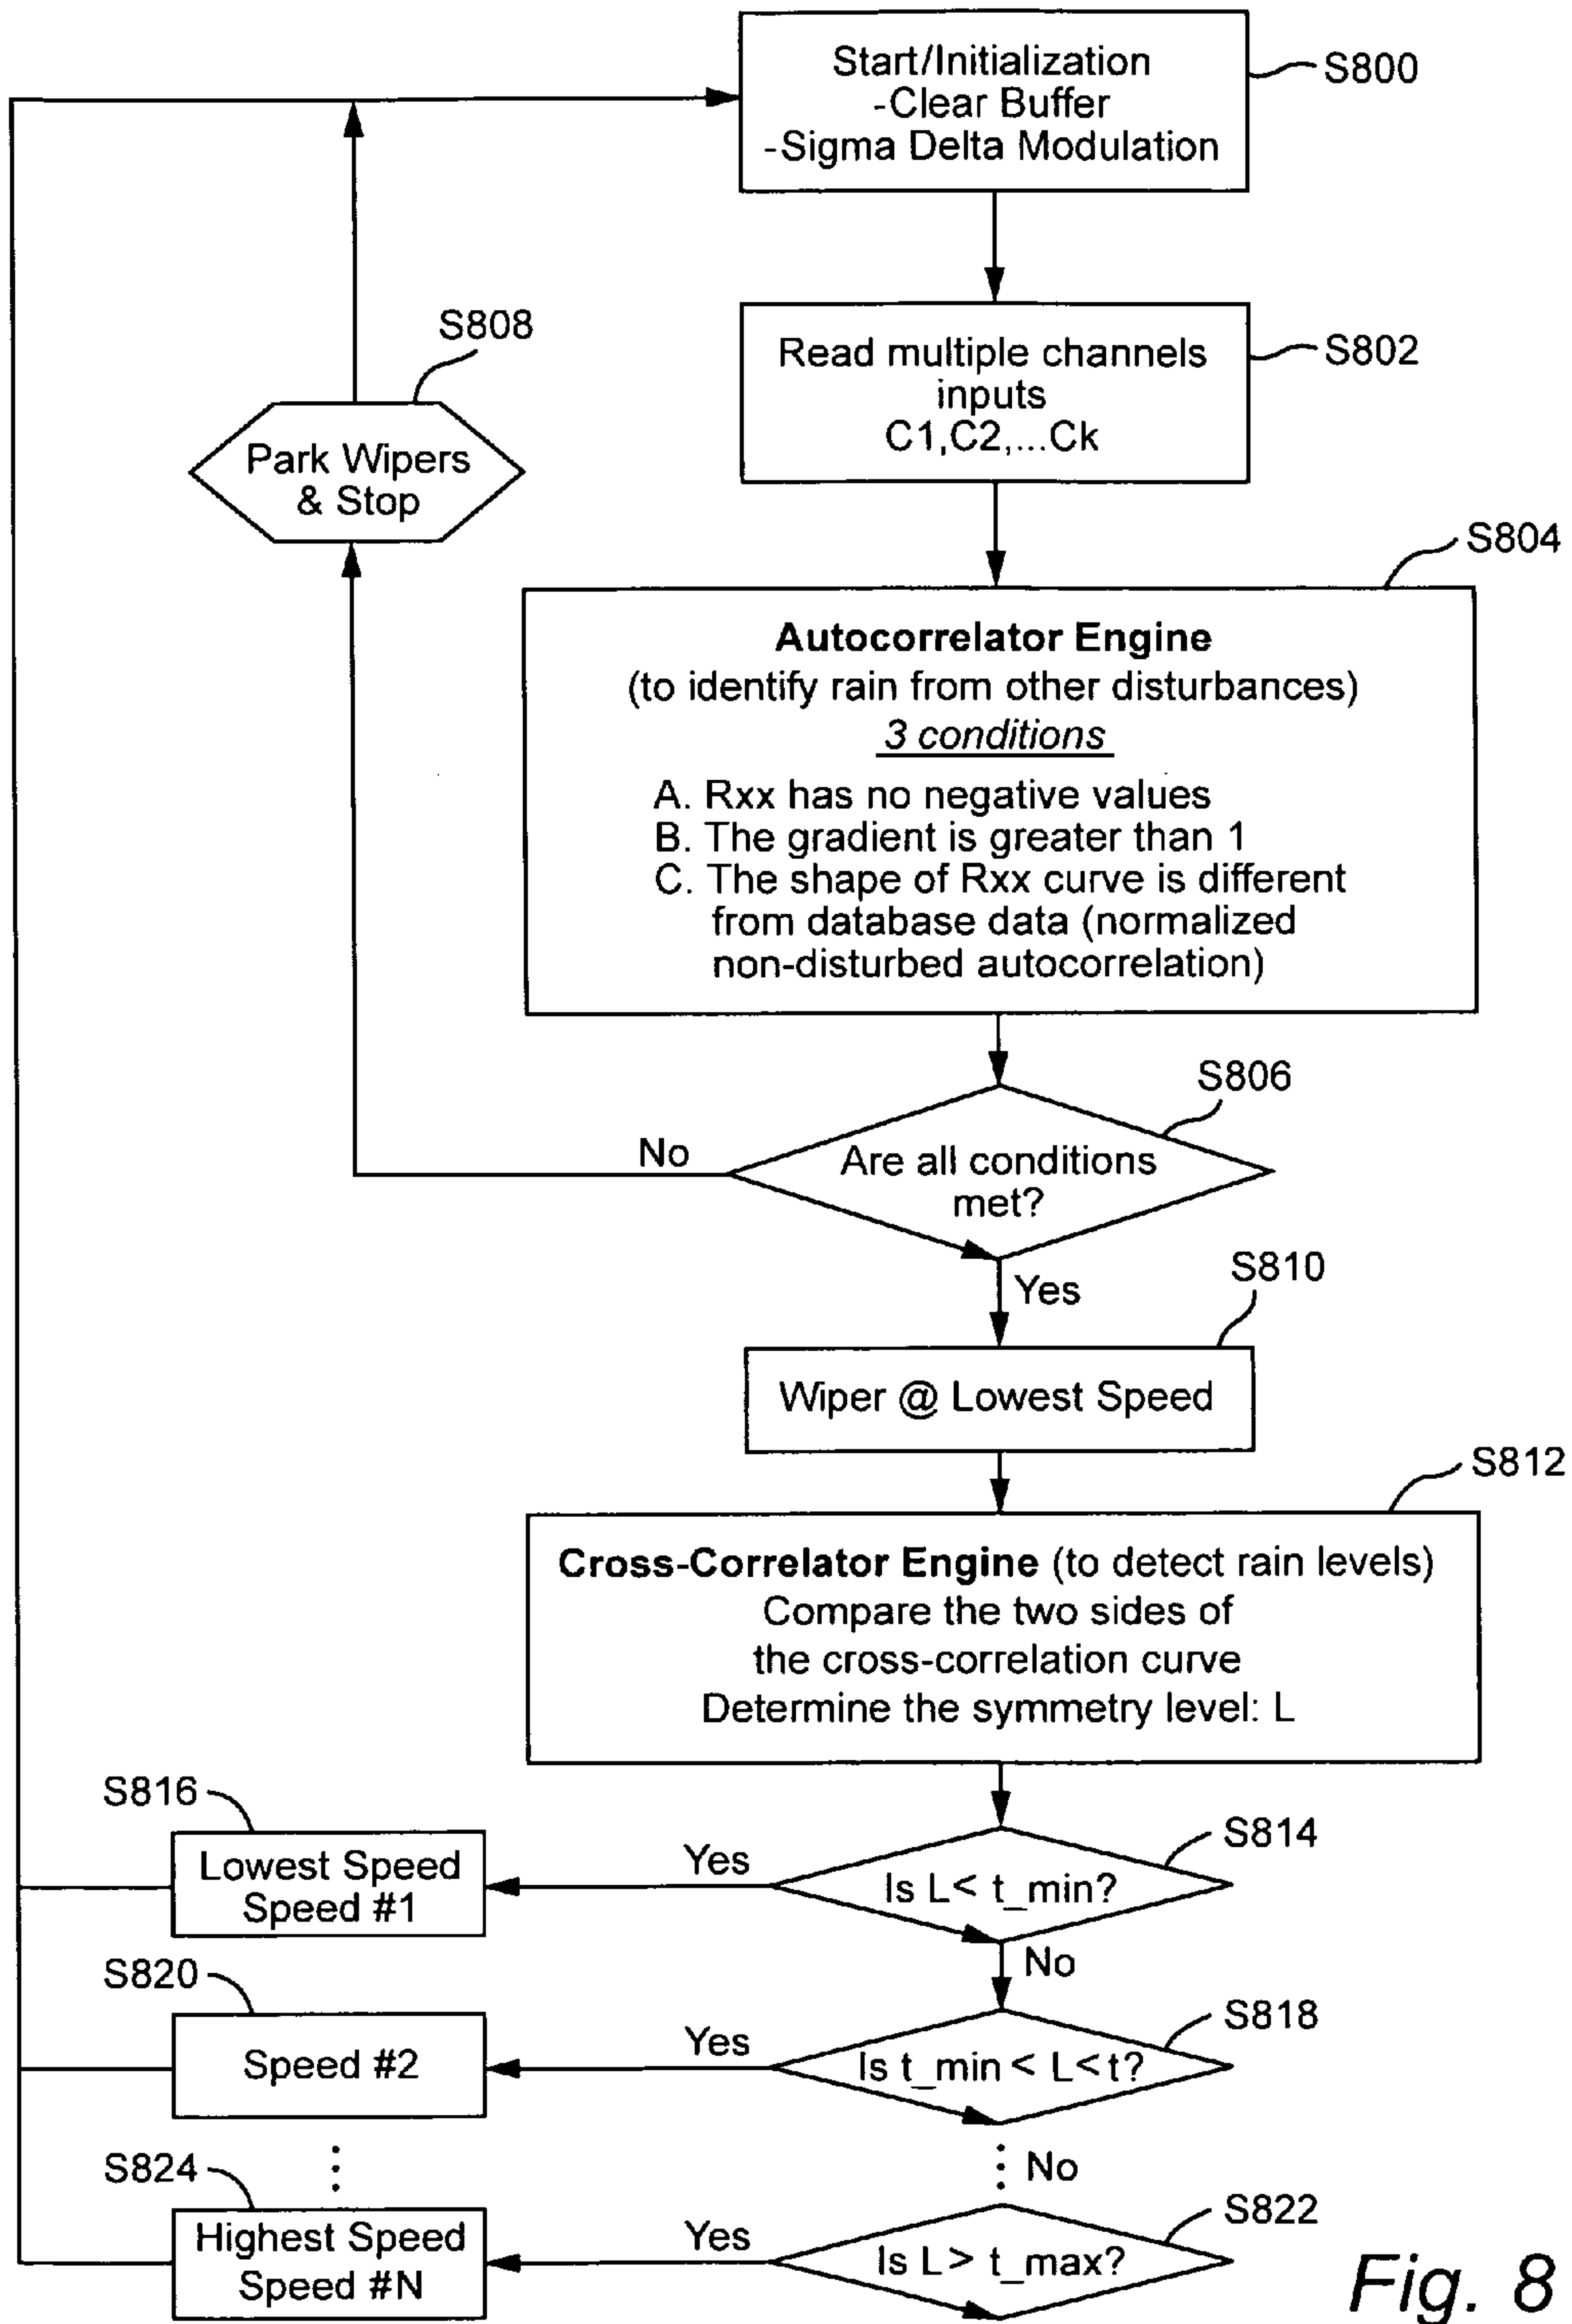 Start/Initialization
-Clear Buffer
-Sigma Delta Modulation
S800
Read multiple channels
inputs
C1,C2,...Ck
S802
S808
Park Wipers
& Stop
S804
Autocorrelator Engine
(to identify rain from other disturbances)
3 conditions
A. Rxx has no negative values
B. The gradient is greater than 1
C. The shape of Rxx curve is different
from database data (normalized
non-disturbed autocorrelation)
S806
Are all conditions
met?
No
Yes
S810
Wiper @ Lowest Speed
S812
Cross-Correlator Engine (to detect rain levels)
Compare the two sides of
the cross-correlation curve
Determine the symmetry level: L
S814
Is L< t_min?
Yes
S816
Lowest Speed
Speed #1
No
S818
Is t_min < L<t?
Yes
S820
Speed #2
No
S822
Is L> t_max?
Yes
S824
Highest Speed
Speed #N
Fig. 8